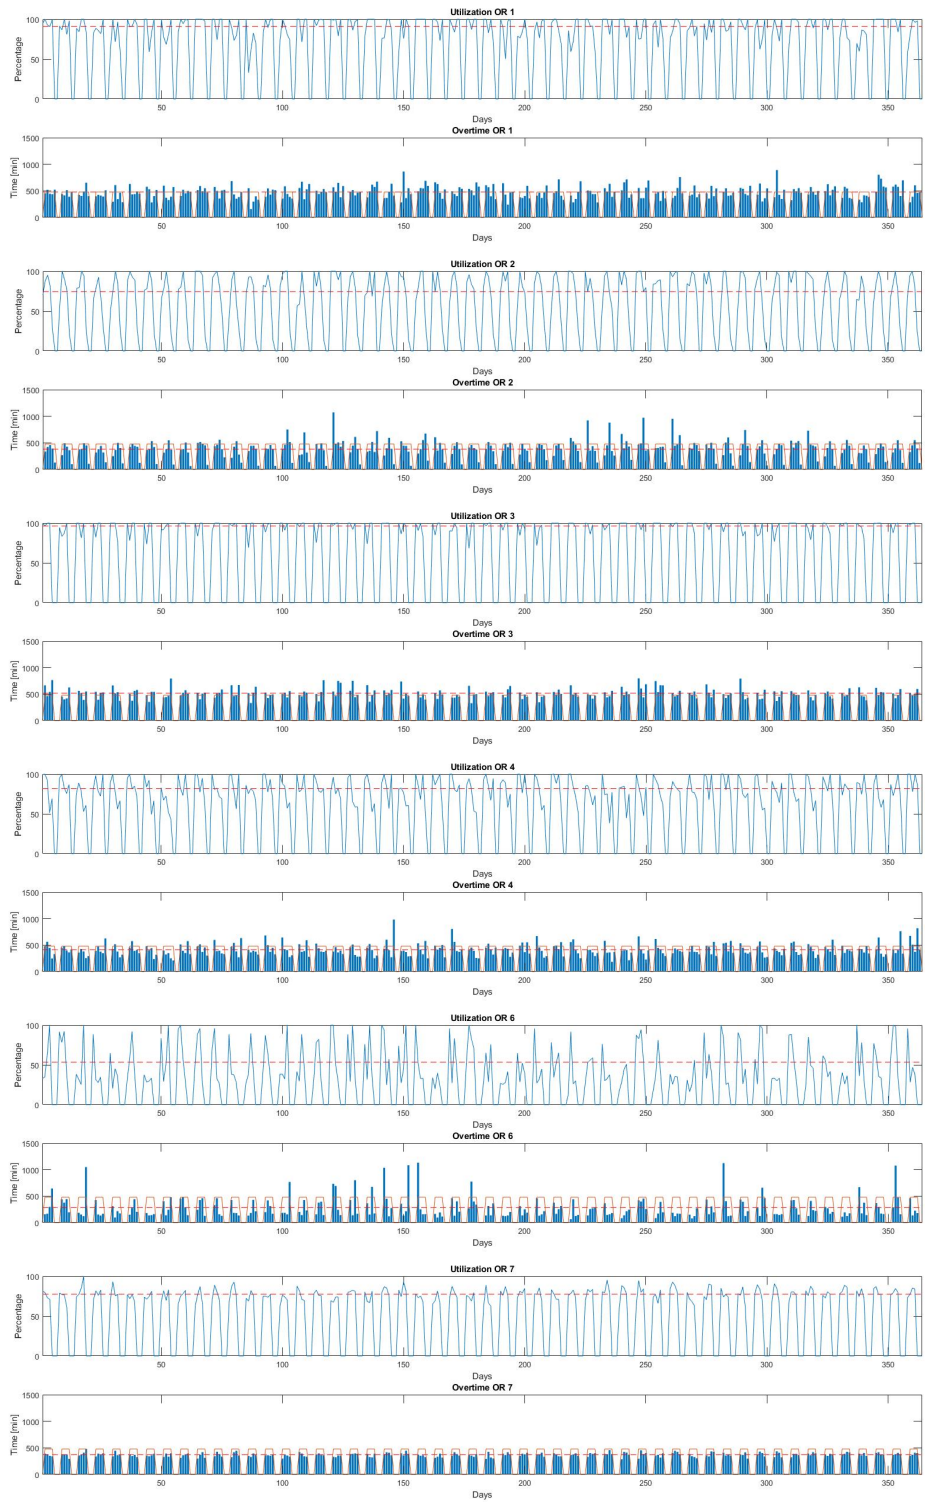 Utilization OR 1
Percentage
100
50
0
50 100 150 200 250 300 350
Days
Overtime OR 1
Time [min]
1500
1000
500
0
50 100 150 200 250 300 350
Days
Utilization OR 2
Percentage
100
50
0
50 100 150 200 250 300 350
Days
Overtime OR 2
Time [min]
1500
1000
500
0
50 100 150 200 250 300 350
Days
Utilization OR 3
Percentage
100
50
0
50 100 150 200 250 300 350
Days
Overtime OR 3
Time [min]
1500
1000
500
0
50 100 150 200 250 300 350
Days
Utilization OR 4
Percentage
100
50
0
50 100 150 200 250 300 350
Days
Overtime OR 4
Time [min]
1500
1000
500
0
50 100 150 200 250 300 350
Days
Utilization OR 6
Percentage
100
50
0
50 100 150 200 250 300 350
Days
Overtime OR 6
Time [min]
1500
1000
500
0
50 100 150 200 250 300 350
Days
Utilization OR 7
Percentage
100
50
0
50 100 150 200 250 300 350
Days
Overtime OR 7
Time [min]
1500
1000
500
0
50 100 150 200 250 300 350
Days